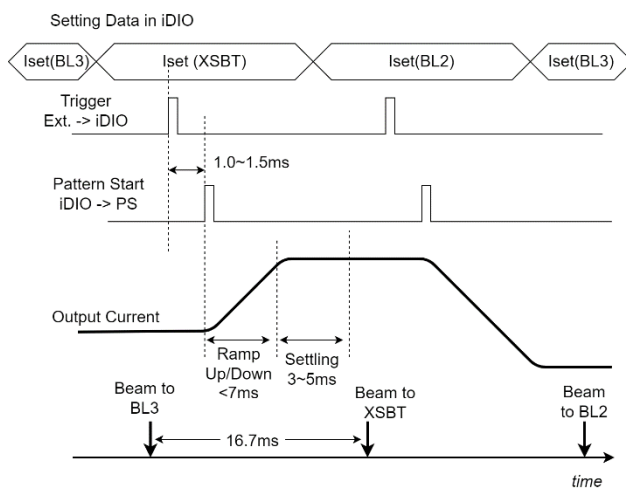 Setting Data in iDIO
Iset(BL3)
Iset (XSBT)
Iset(BL2)
Iset(BL3)
Trigger
Ext. -> iDIO
1.0~1.5ms
Pattern Start
iDIO -> PS
Output Current
Ramp
Up/Down
<7ms
Settling
3~5ms
Beam to
BL3
Beam to
XSBT
Beam
to BL2
16.7ms
time